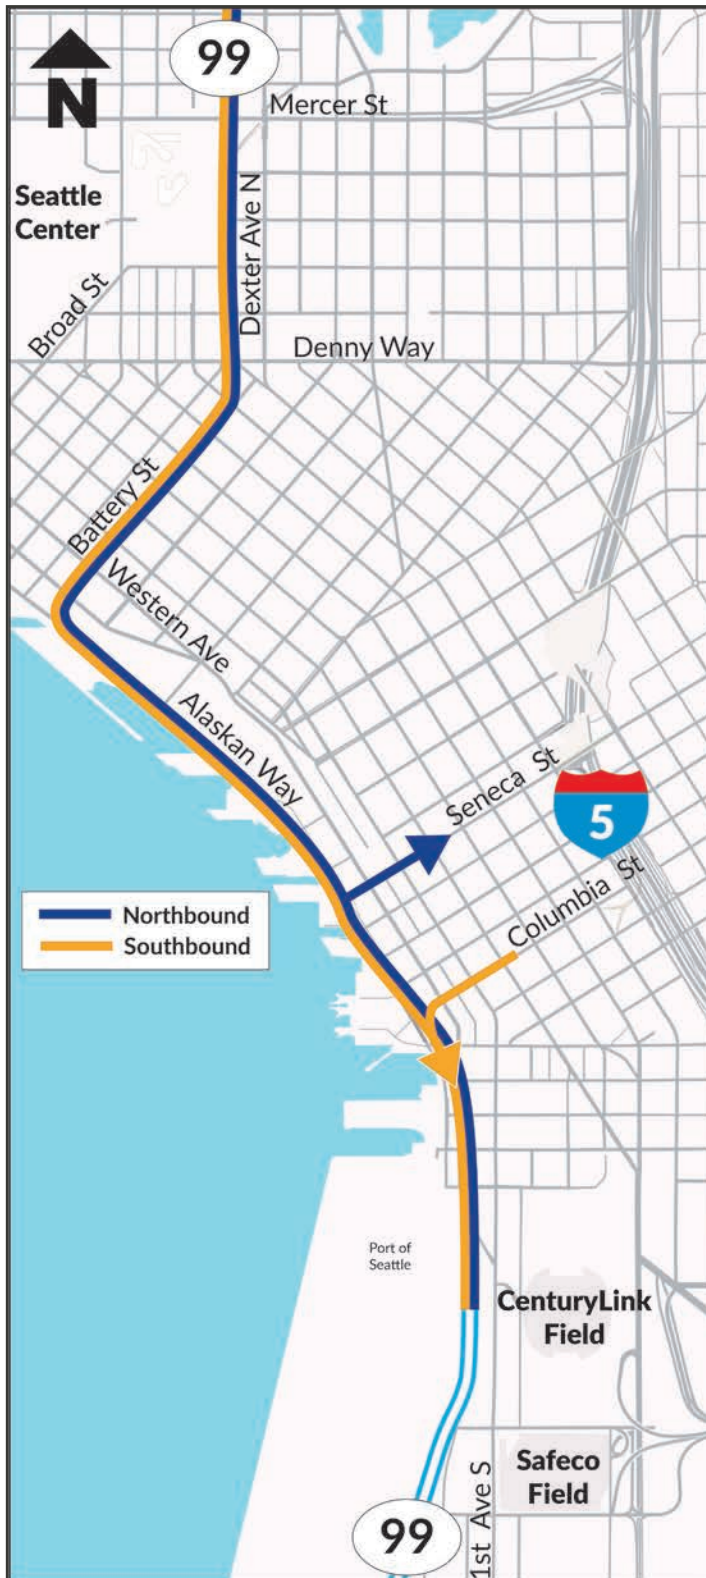 99
N
Mercer St
Seattle
Center
Dexter Ave N
Broad St
Denny Way
Battery St
Western Ave
Alaskan Way
Seneca St
5
Columbia St
Northbound
Southbound
Port of
Seattle
CenturyLink
Field
Safeco
Field
1st Ave S
99